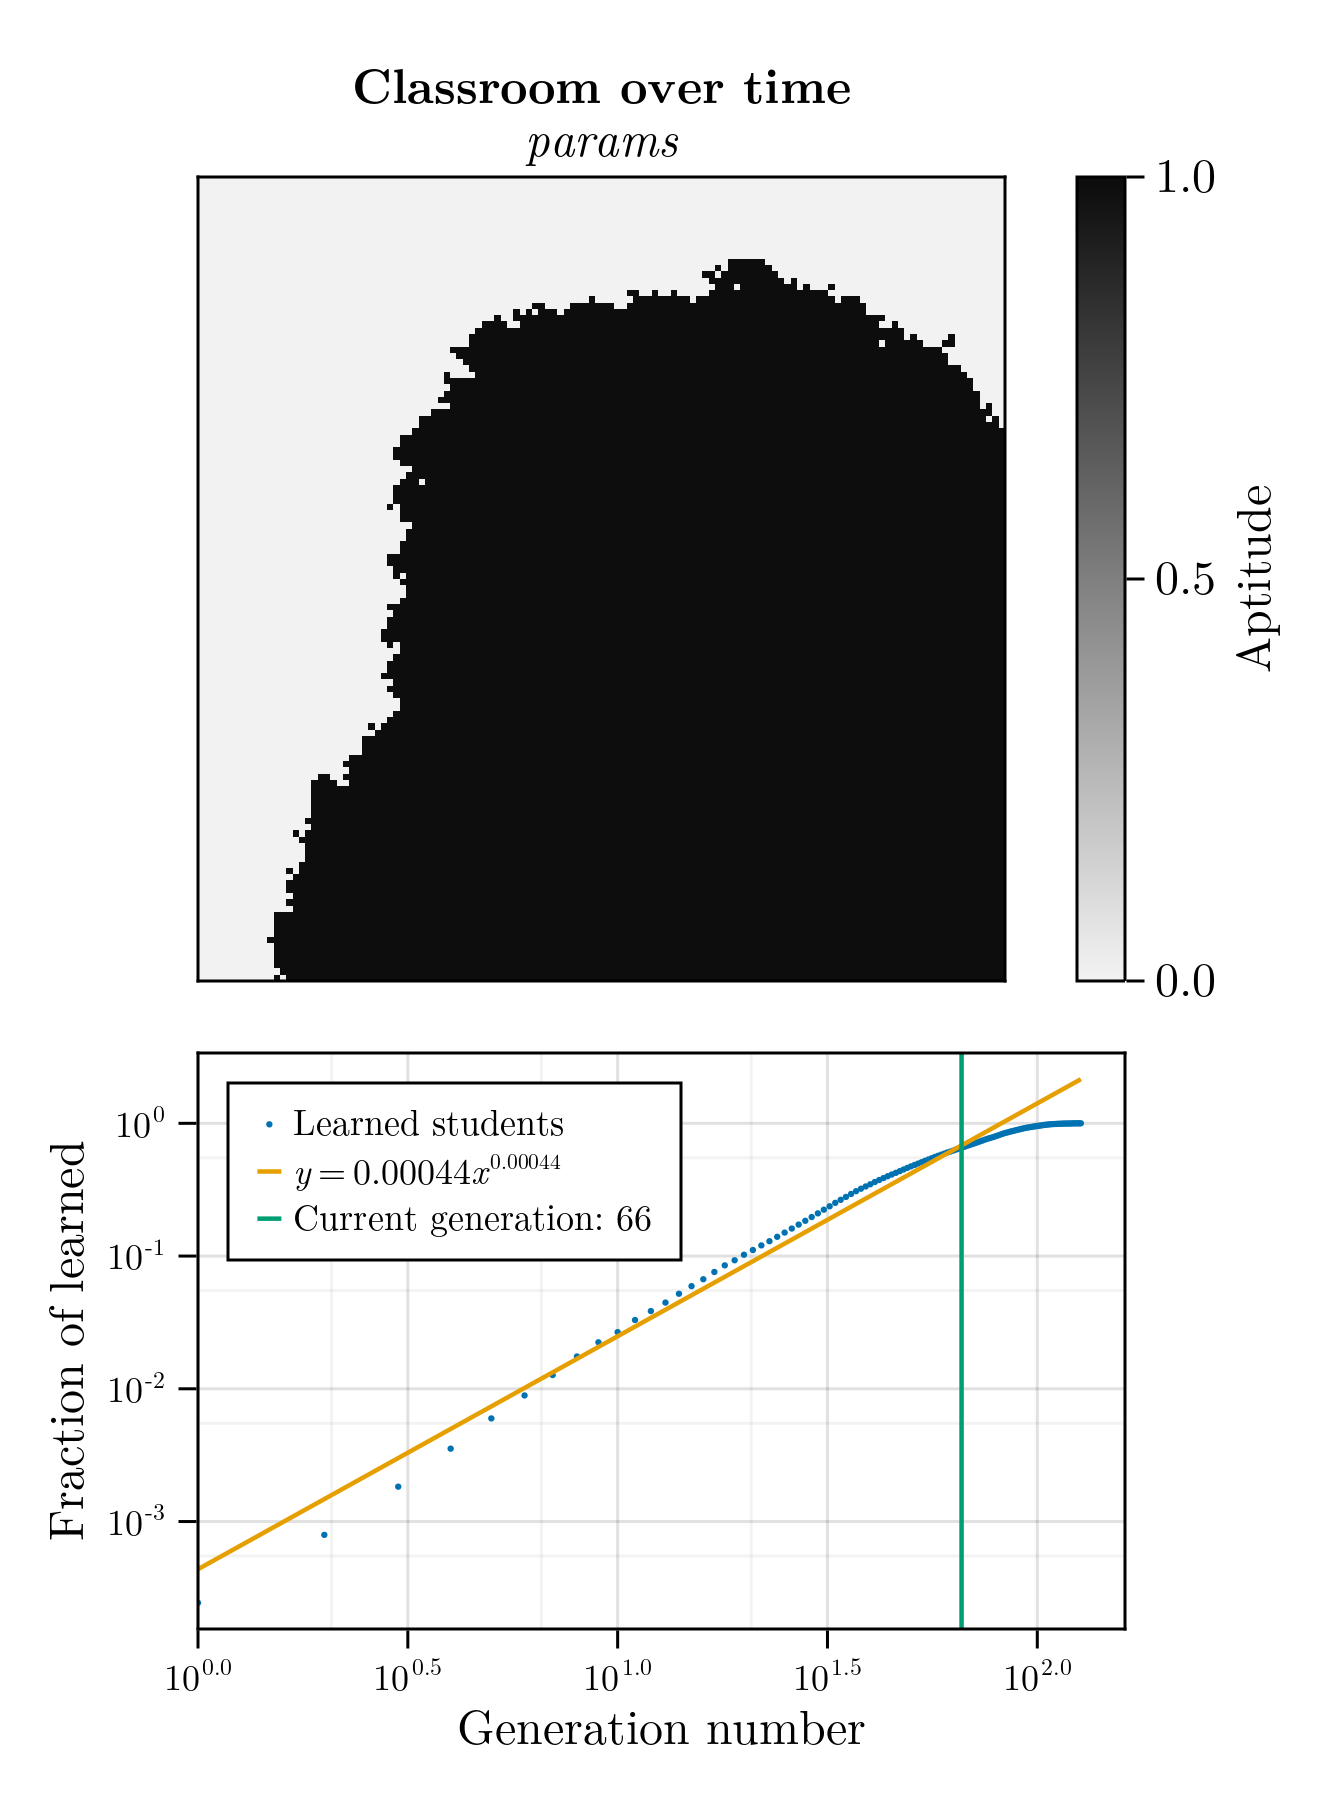 Classroom over time
params
1.0
0.5
0.0
Aptitude
Learned students
y = 0.00044x^0.00044
Current generation: 66
10^0
10^-1
10^-2
10^-3
Fraction of learned
10^0.0 10^0.5 10^1.0 10^1.5 10^2.0
Generation number